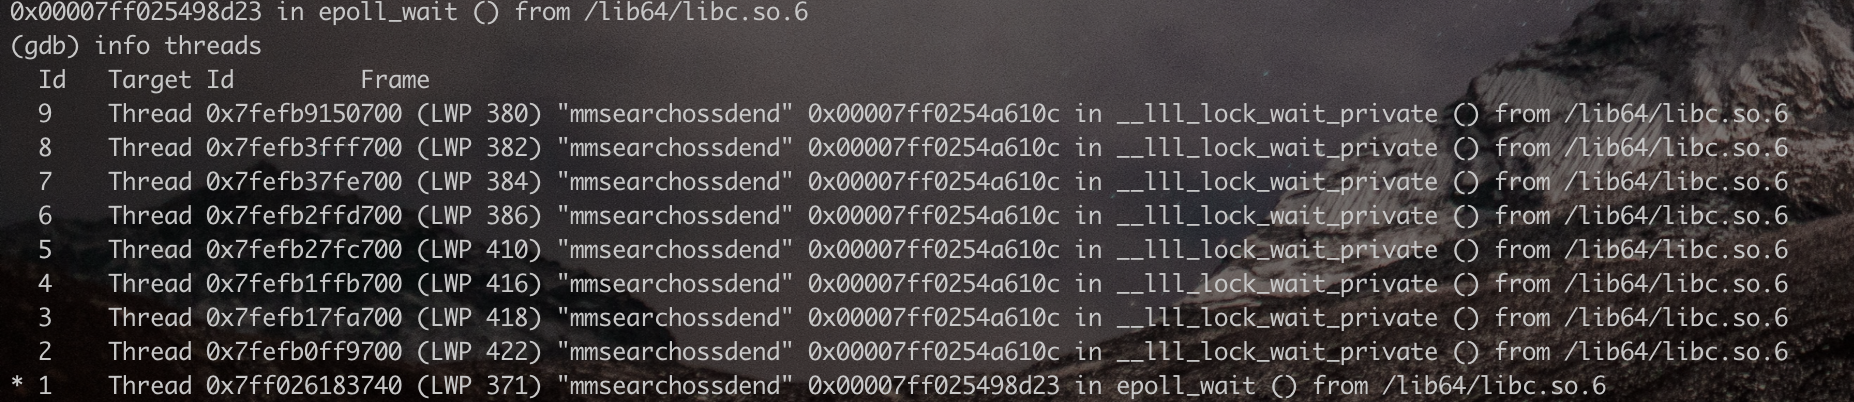 0x00007ff025498d23 in epoll_wait () from /lib64/libc.so.6
(gdb) info threads
  Id   Target Id         Frame
  9    Thread 0x7fefb9150700 (LWP 380) "mmsearchossdend" 0x00007ff0254a610c in __lll_lock_wait_private () from /lib64/libc.so.6
  8    Thread 0x7fefb3fff700 (LWP 382) "mmsearchossdend" 0x00007ff0254a610c in __lll_lock_wait_private () from /lib64/libc.so.6
  7    Thread 0x7fefb37fe700 (LWP 384) "mmsearchossdend" 0x00007ff0254a610c in __lll_lock_wait_private () from /lib64/libc.so.6
  6    Thread 0x7fefb2ffd700 (LWP 386) "mmsearchossdend" 0x00007ff0254a610c in __lll_lock_wait_private () from /lib64/libc.so.6
  5    Thread 0x7fefb27fc700 (LWP 410) "mmsearchossdend" 0x00007ff0254a610c in __lll_lock_wait_private () from /lib64/libc.so.6
  4    Thread 0x7fefb1ffb700 (LWP 416) "mmsearchossdend" 0x00007ff0254a610c in __lll_lock_wait_private () from /lib64/libc.so.6
  3    Thread 0x7fefb17fa700 (LWP 418) "mmsearchossdend" 0x00007ff0254a610c in __lll_lock_wait_private () from /lib64/libc.so.6
  2    Thread 0x7fefb0ff9700 (LWP 422) "mmsearchossdend" 0x00007ff0254a610c in __lll_lock_wait_private () from /lib64/libc.so.6
* 1    Thread 0x7ff026183740 (LWP 371) "mmsearchossdend" 0x00007ff025498d23 in epoll_wait () from /lib64/libc.so.6